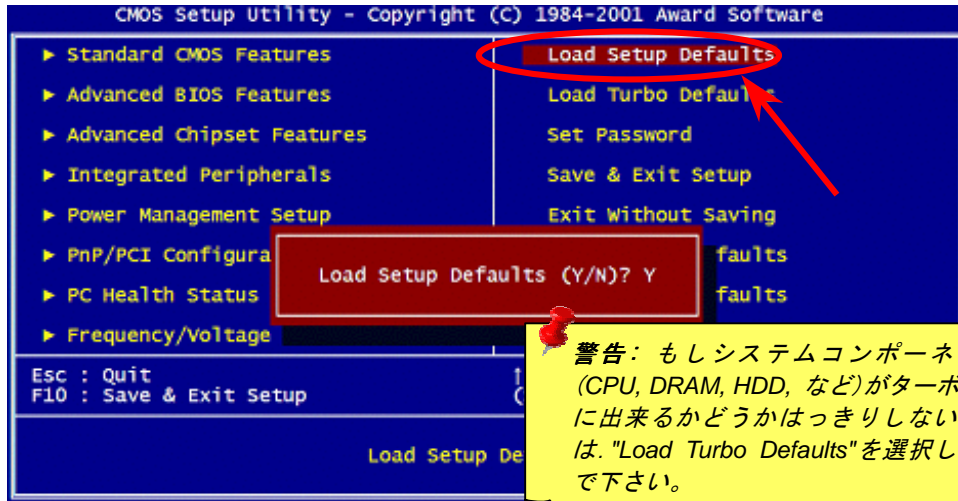 CMOS Setup Utility - Copyright (C) 1984-2001 Award Software
▶ Standard CMOS Features
▶ Advanced BIOS Features
▶ Advanced Chipset Features
▶ Integrated Peripherals
▶ Power Management Setup
▶ PnP/PCI Configura
▶ PC Health Status
▶ Frequency/Voltage
Load Setup Defaults
Load Turbo Defaults
Set Password
Save & Exit Setup
Exit Without Saving
faults
faults
Load Setup Defaults (Y/N)? Y
Esc : Quit
F10 : Save & Exit Setup
↑
(
Load Setup De
警告: もしシステムコンポーネ
(CPU, DRAM, HDD, など)がターボ
に出来るかどうかはっきりしない
は. "Load Turbo Defaults"を選択し
で下さい。